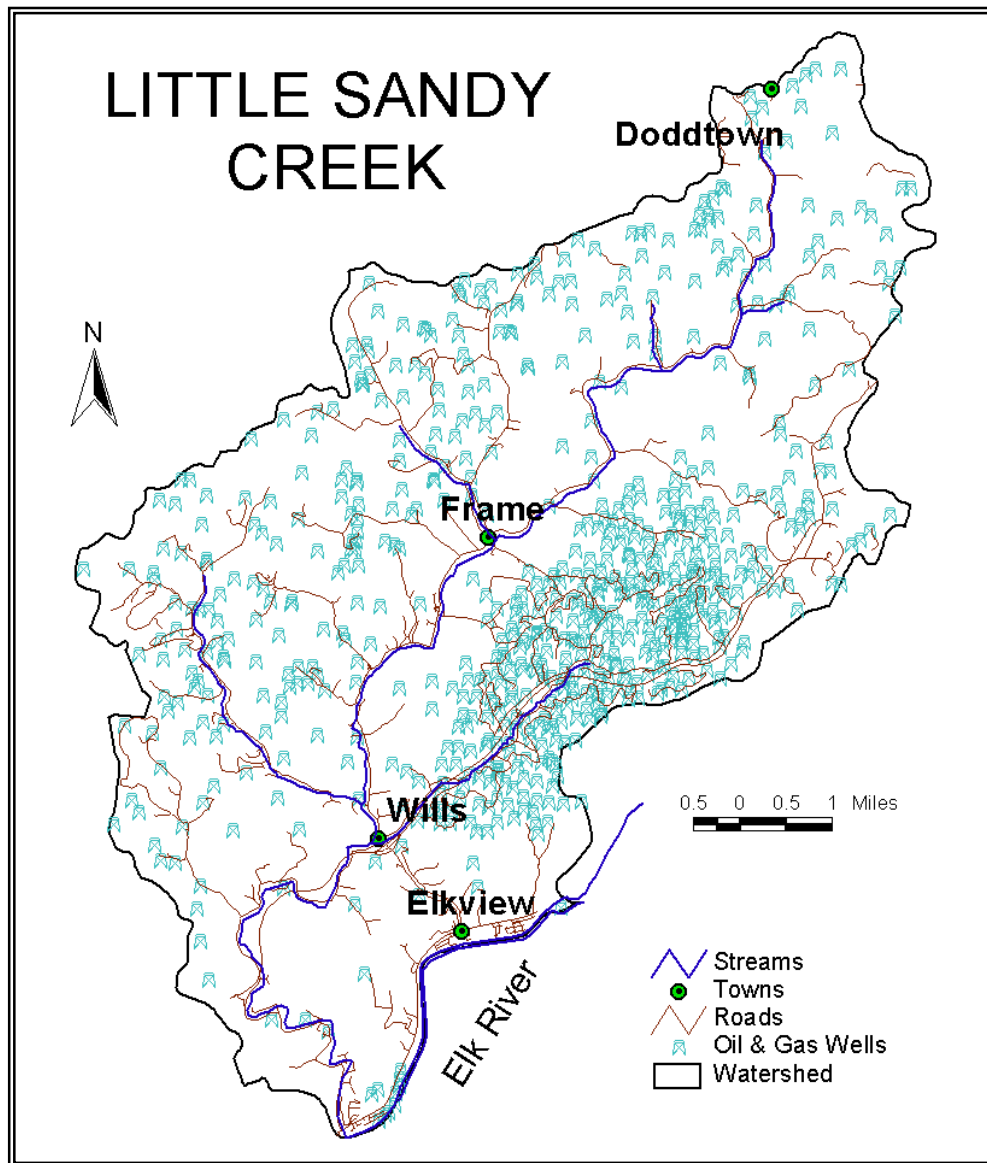 LITTLE SANDY
CREEK
Doddtown
N
Frame
Wills
0.5 0 0.5 1 Miles
Elkview
Elk River
Streams
Towns
Roads
Oil & Gas Wells
Watershed